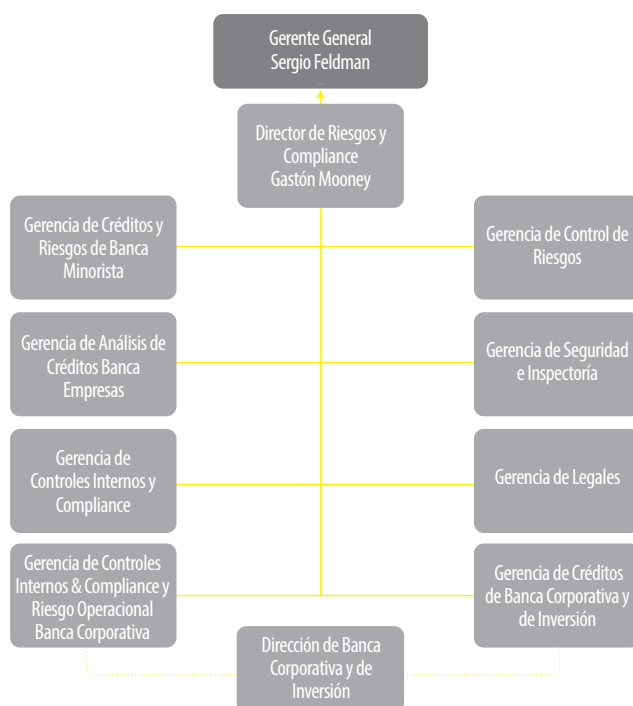 Gerente General
Sergio Feldman
Director de Riesgos y
Compliance
Gastón Mooney
Gerencia de Créditos y
Riesgos de Banca
Minorista
Gerencia de Control de
Riesgos
Gerencia de Análisis de
Créditos Banca
Empresas
Gerencia de Seguridad
e Inspectoría
Gerencia de
Controles Internos y
Compliance
Gerencia de Legales
Gerencia de Controles
Internos & Compliance y
Riesgo Operacional
Banca Corporativa
Gerencia de Créditos
de Banca Corporativa y
de Inversión
Dirección de Banca
Corporativa y de
Inversión